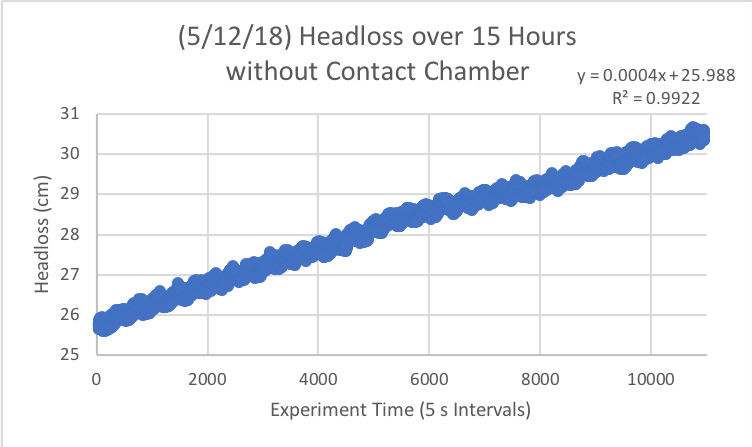 (5/12/18) Headloss over 15 Hours
without Contact Chamber
y = 0.0004x + 25.988
R² = 0.9922
31
30
29
28
27
26
25
Headloss (cm)
0 2000 4000 6000 8000 10000
Experiment Time (5 s Intervals)